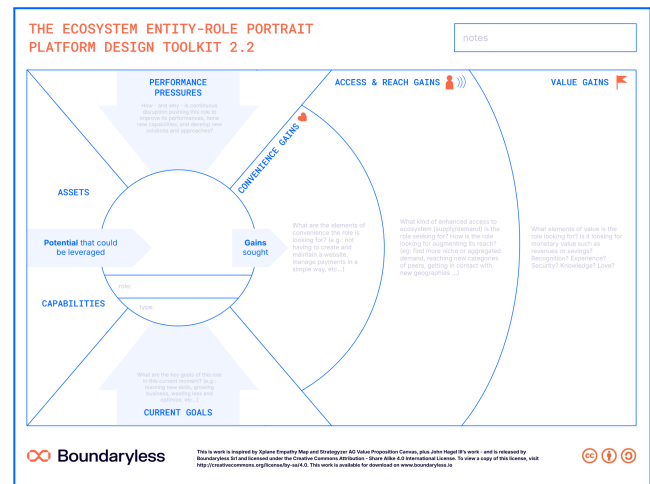 THE ECOSYSTEM ENTITY-ROLE PORTRAIT
PLATFORM DESIGN TOOLKIT 2.2
notes
PERFORMANCE
PRESSURES
How - and why - is continuous
disruption pushing this role to
improve its performances, hone
new capabilities, and develop new
solutions and approaches?
ACCESS & REACH GAINS
VALUE GAINS
CONVENIENCE GAINS
ASSETS
Potential that could
be leveraged
Gains
sought
What are the elements of
convenience the role is
looking for? (e.g.: not
having to create and
maintain a website,
manage payments in a
simple way, etc...)
What kind of enhanced access to
ecosystem (supply/demand) is the
role seeking for? How is the role
looking for augmenting its reach?
(eg: find more niche or aggregated
demand, reaching new categories
of peers, getting in contact with
new geographies ...)
What elements of value is the
role looking for? Is it looking for
monetary value such as
revenues or savings?
Recognition? Experience?
Security? Knowledge? Love?
role:
type:
CAPABILITIES
What are the key goals of this role
in this current moment? (e.g.:
learning new skills, growing
business, wasting less and
optimize, etc...)
CURRENT GOALS
Boundaryless
This work is inspired by Xplane Empathy Map and Strategyzer AG Value Proposition Canvas, plus John Hagel III's work - and is released by
Boundaryless Srl and licensed under the Creative Commons Attribution - Share Alike 4.0 International License. To view a copy of this license, visit
http://creativecommons.org/license/by-sa/4.0. This work is available for download on www.boundaryless.io
cc